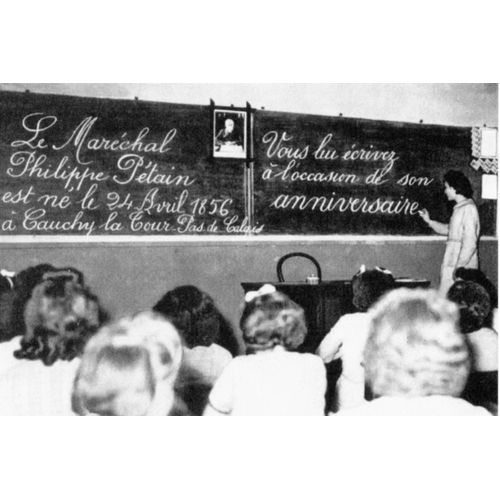 Le Maréchal
Philippe Pétain
est né le 24 Avril 1856
à Cauchy la Tour Pas de Calais
Vous lui écrivez
à l'occasion de son
anniversaire